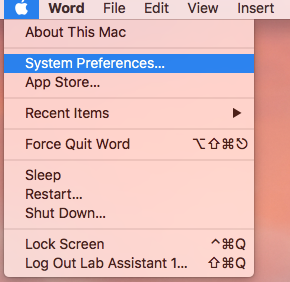 Word File Edit View Insert
About This Mac
System Preferences...
App Store...
Recent Items ▶
Force Quit Word ⌥⇧⌘⎋
Sleep
Restart...
Shut Down...
Lock Screen ^⌘Q
Log Out Lab Assistant 1... ⇧⌘Q